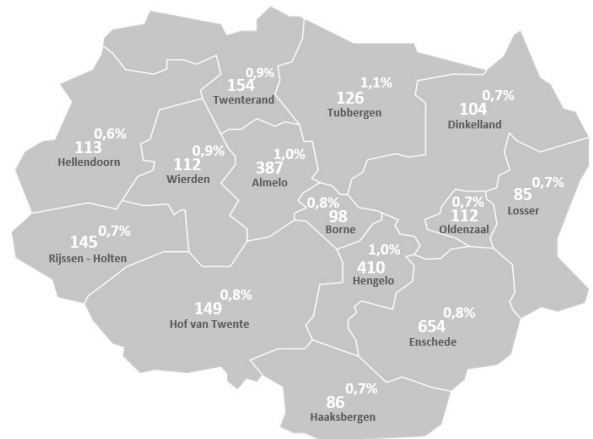 0,9%
154
Twenterand
1,1%
126
Tubbergen
0,7%
104
Dinkelland
0,6%
113
Hellendoorn
0,9%
112
Wierden
1,0%
387
Almelo
0,8%
98
Borne
0,7%
112
Oldenzaal
0,7%
85
Losser
0,7%
145
Rijssen - Holten
1,0%
410
Hengelo
0,8%
149
Hof van Twente
0,8%
654
Enschede
0,7%
86
Haaksbergen